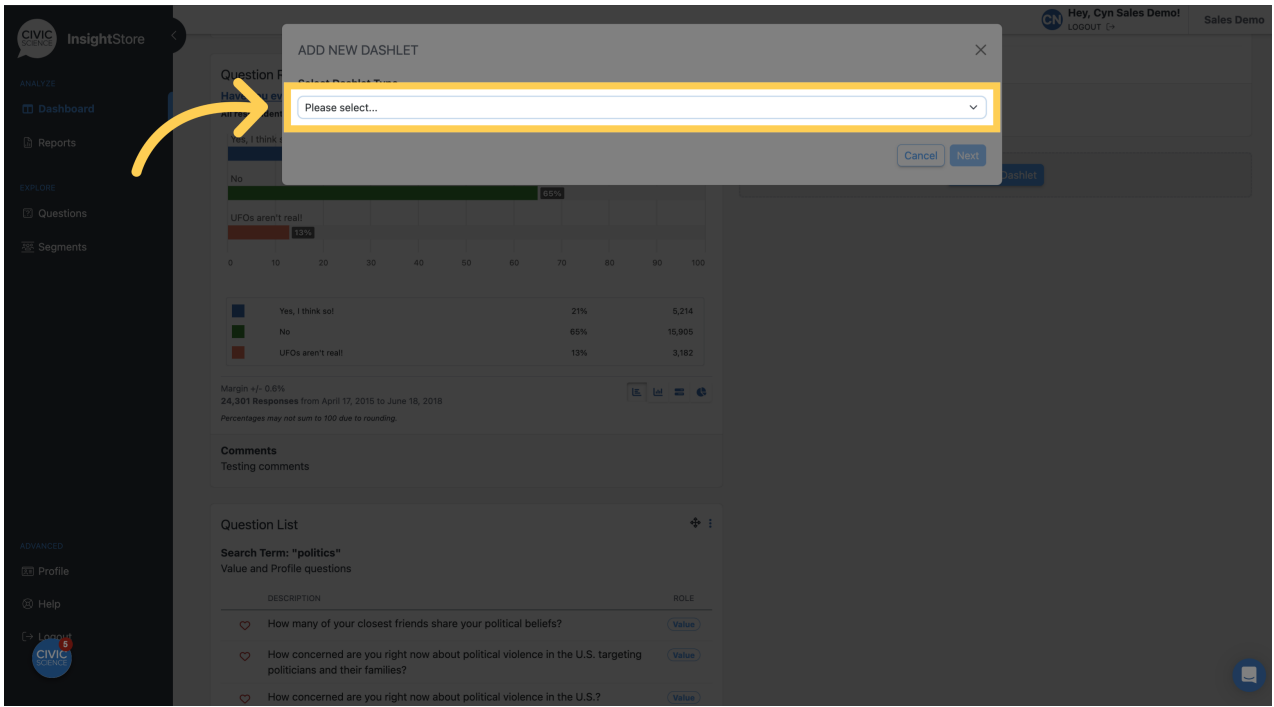 CIVIC
SCIENCE
InsightStore
ANALYZE
Dashboard
Reports
EXPLORE
Questions
Segments
ADVANCED
Profile
Help
Logout
5
CIVIC
SCIENCE
CN
Hey, Cyn Sales Demo!
LOGOUT
Sales Demo
ADD NEW DASHLET
Select Dashlet Type
Please select...
Cancel
Next
Dashlet
Question
Yes, I think
No
65%
UFOs aren't real!
13%
0 10 20 30 40 50 60 70 80 90 100
Yes, I think so! 21% 5,214
No 65% 15,905
UFOs aren't real! 13% 3,182
Margin +/- 0.6%
24,301 Responses from April 17, 2015 to June 18, 2018
Percentages may not sum to 100 due to rounding.
Comments
Testing comments
Question List
Search Term: "politics"
Value and Profile questions
DESCRIPTION ROLE
How many of your closest friends share your political beliefs? Value
How concerned are you right now about political violence in the U.S. targeting Value
politicians and their families?
How concerned are you right now about political violence in the U.S.? Value